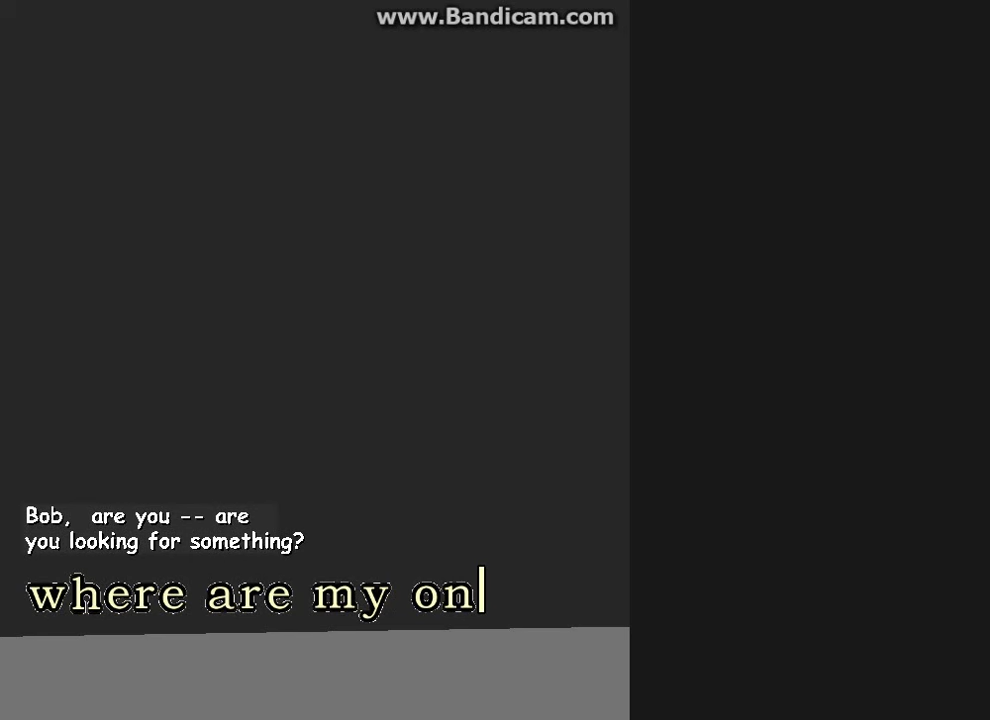 www.Bandicam.com
Bob,  are you -- are
you looking for something?
where are my on